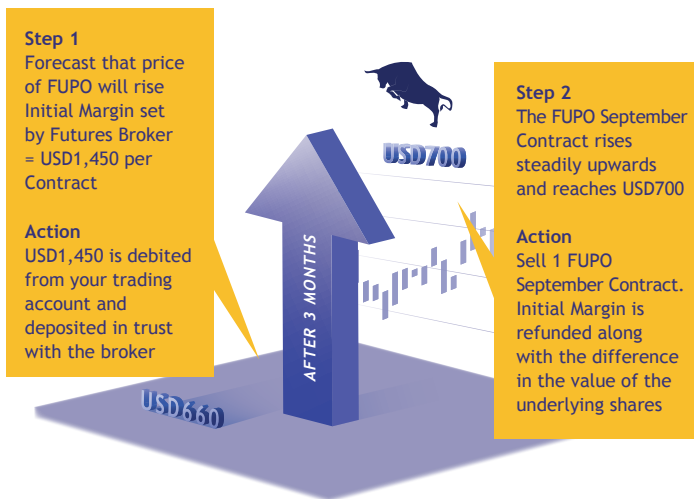 Step 1
Forecast that price
of FUPO will rise
Initial Margin set
by Futures Broker
= USD1,450 per
Contract
Action
USD1,450 is debited
from your trading
account and
deposited in trust
with the broker
USD660
AFTER 3 MONTHS
USD700
Step 2
The FUPO September
Contract rises
steadily upwards
and reaches USD700
Action
Sell 1 FUPO
September Contract.
Initial Margin is
refunded along
with the difference
in the value of the
underlying shares